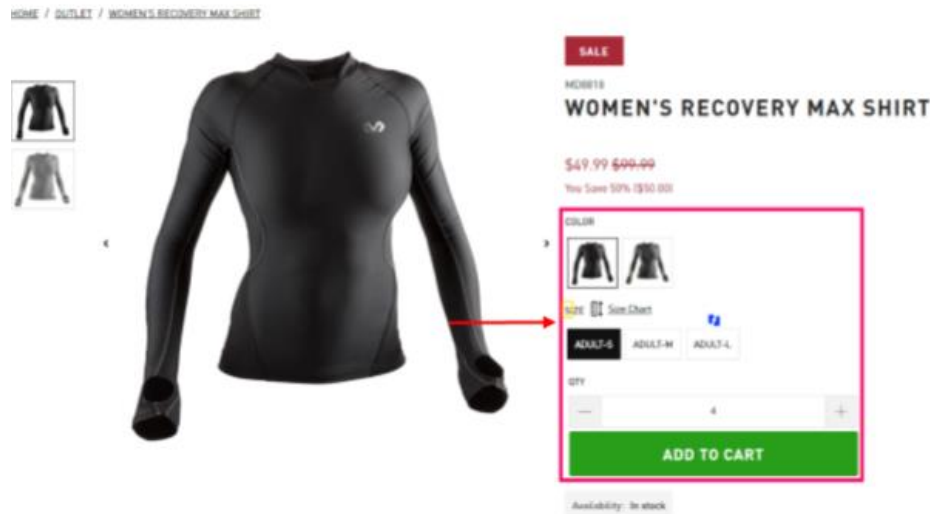 HOME / OUTLET / WOMEN'S RECOVERY MAX SHIRT
SALE
WOMEN'S RECOVERY MAX SHIRT
$49.99 $99.99
You Save 50% ($50.00)
COLOR
SIZE Size Chart
ADULT-S ADULT-M ADULT-L
QTY
— 4 +
ADD TO CART
Availability: In stock